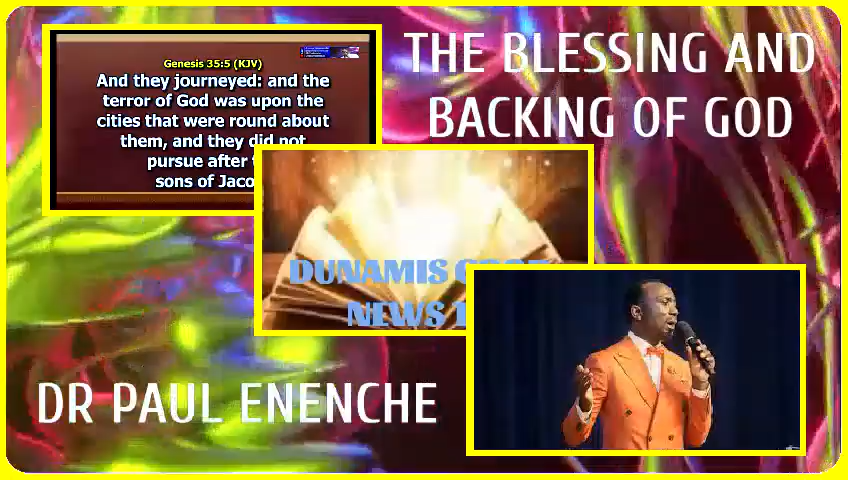 Genesis 35:5 (KJV)
And they journeyed: and the
terror of God was upon the
cities that were round about
them, and they did not
pursue after
sons of
THE BLESSING AND
BACKING OF GOD
DUNAMIS
NEWS
DR PAUL ENENCHE